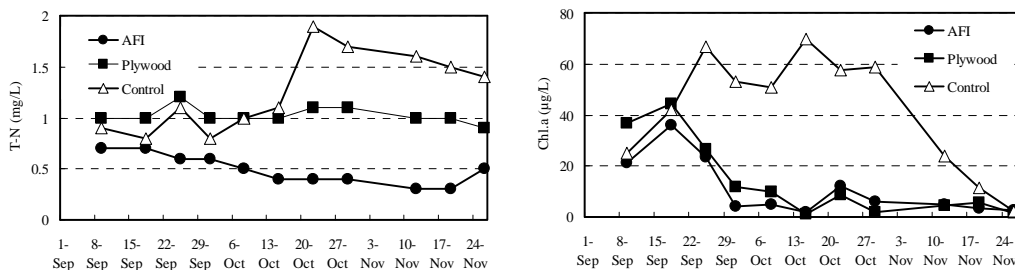 2
1.5
1
0.5
0
T-N (mg/L)
AFI
Plywood
Control
1- 8- 15- 22- 29- 6- 13- 20- 27- 3- 10- 17- 24-
Sep Sep Sep Sep Sep Oct Oct Oct Oct Nov Nov Nov Nov
80
60
40
20
0
Chl.a (µg/L)
AFI
Plywood
Control
1- 8- 15- 22- 29- 6- 13- 20- 27- 3- 10- 17- 24-
Sep Sep Sep Sep Sep Oct Oct Oct Oct Nov Nov Nov Nov